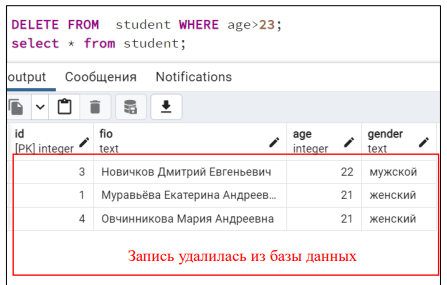 DELETE FROM student WHERE age>23;
select * from student;
output Сообщения Notifications
id fio age gender
[PK] integer text integer text
3 Новичков Дмитрий Евгеньевич 22 мужской
1 Муравьёва Екатерина Андреев... 21 женский
4 Овчинникова Мария Андреевна 21 женский
Запись удалилась из базы данных